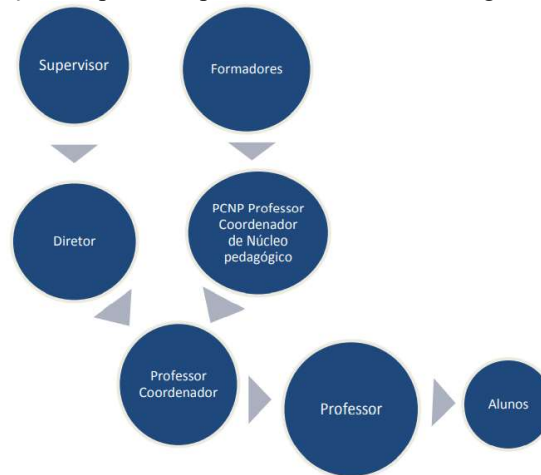 Supervisor
Formadores
Diretor
PCNP Professor
Coordenador
de Núcleo
pedagógico
Professor
Coordenador
Professor
Alunos